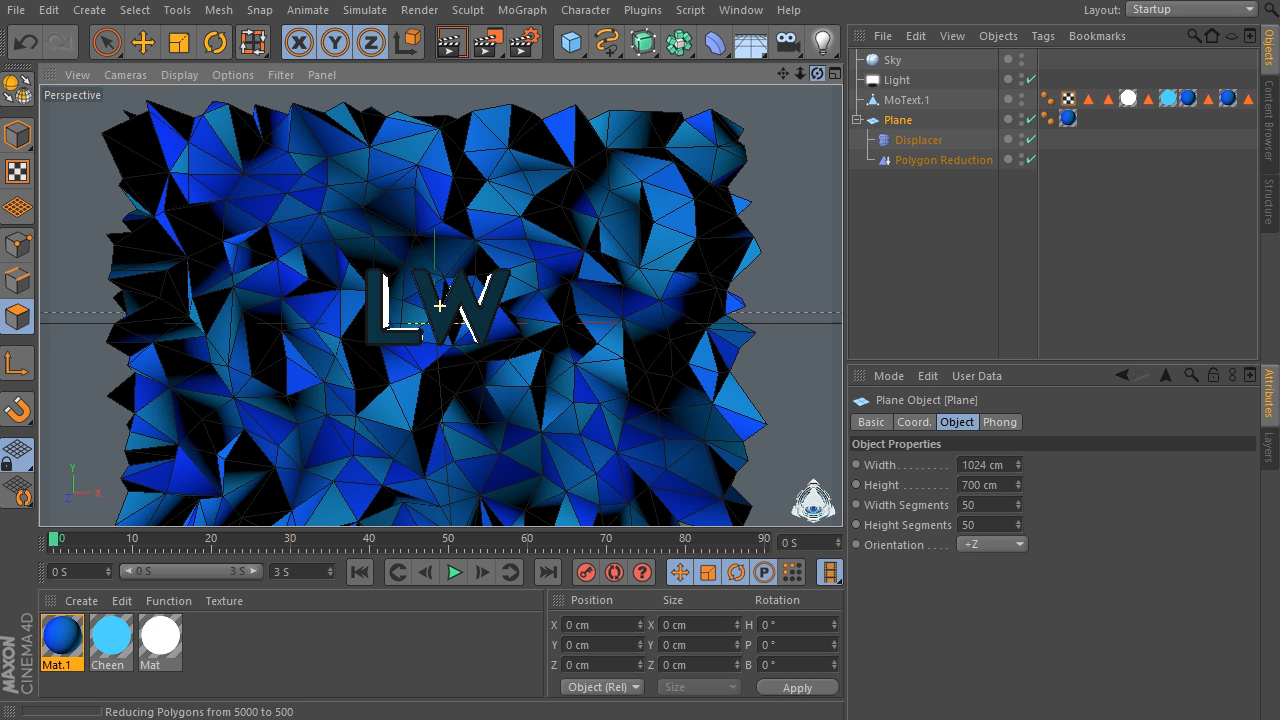 File Edit Create Select Tools Mesh Snap Animate Simulate Render Sculpt MoGraph Character Plugins Script Window Help Layout: Startup
X Y Z
File Edit View Objects Tags Bookmarks
View Cameras Display Options Filter Panel
Perspective
Sky
Light
MoText.1
Plane
Displacer
Polygon Reduction
Objects
Content Browser
Structure
LW
Y
Z X
Mode Edit User Data
Plane Object [Plane]
Basic Coord. Object Phong
Object Properties
Width . . . . . . . . . 1024 cm
Height . . . . . . . . 700 cm
Width Segments 50
Height Segments 50
Orientation . . . . +Z
Attributes
Layers
0 10 20 30 40 50 60 70 80 90 0 S
0 S 0 S 3 S 3 S
P
Create Edit Function Texture
Mat.1 Cheen Mat
Position Size Rotation
X 0 cm X 0 cm H 0 °
Y 0 cm Y 0 cm P 0 °
Z 0 cm Z 0 cm B 0 °
Object (Rel) Size Apply
MAXON
CINEMA 4D
Reducing Polygons from 5000 to 500